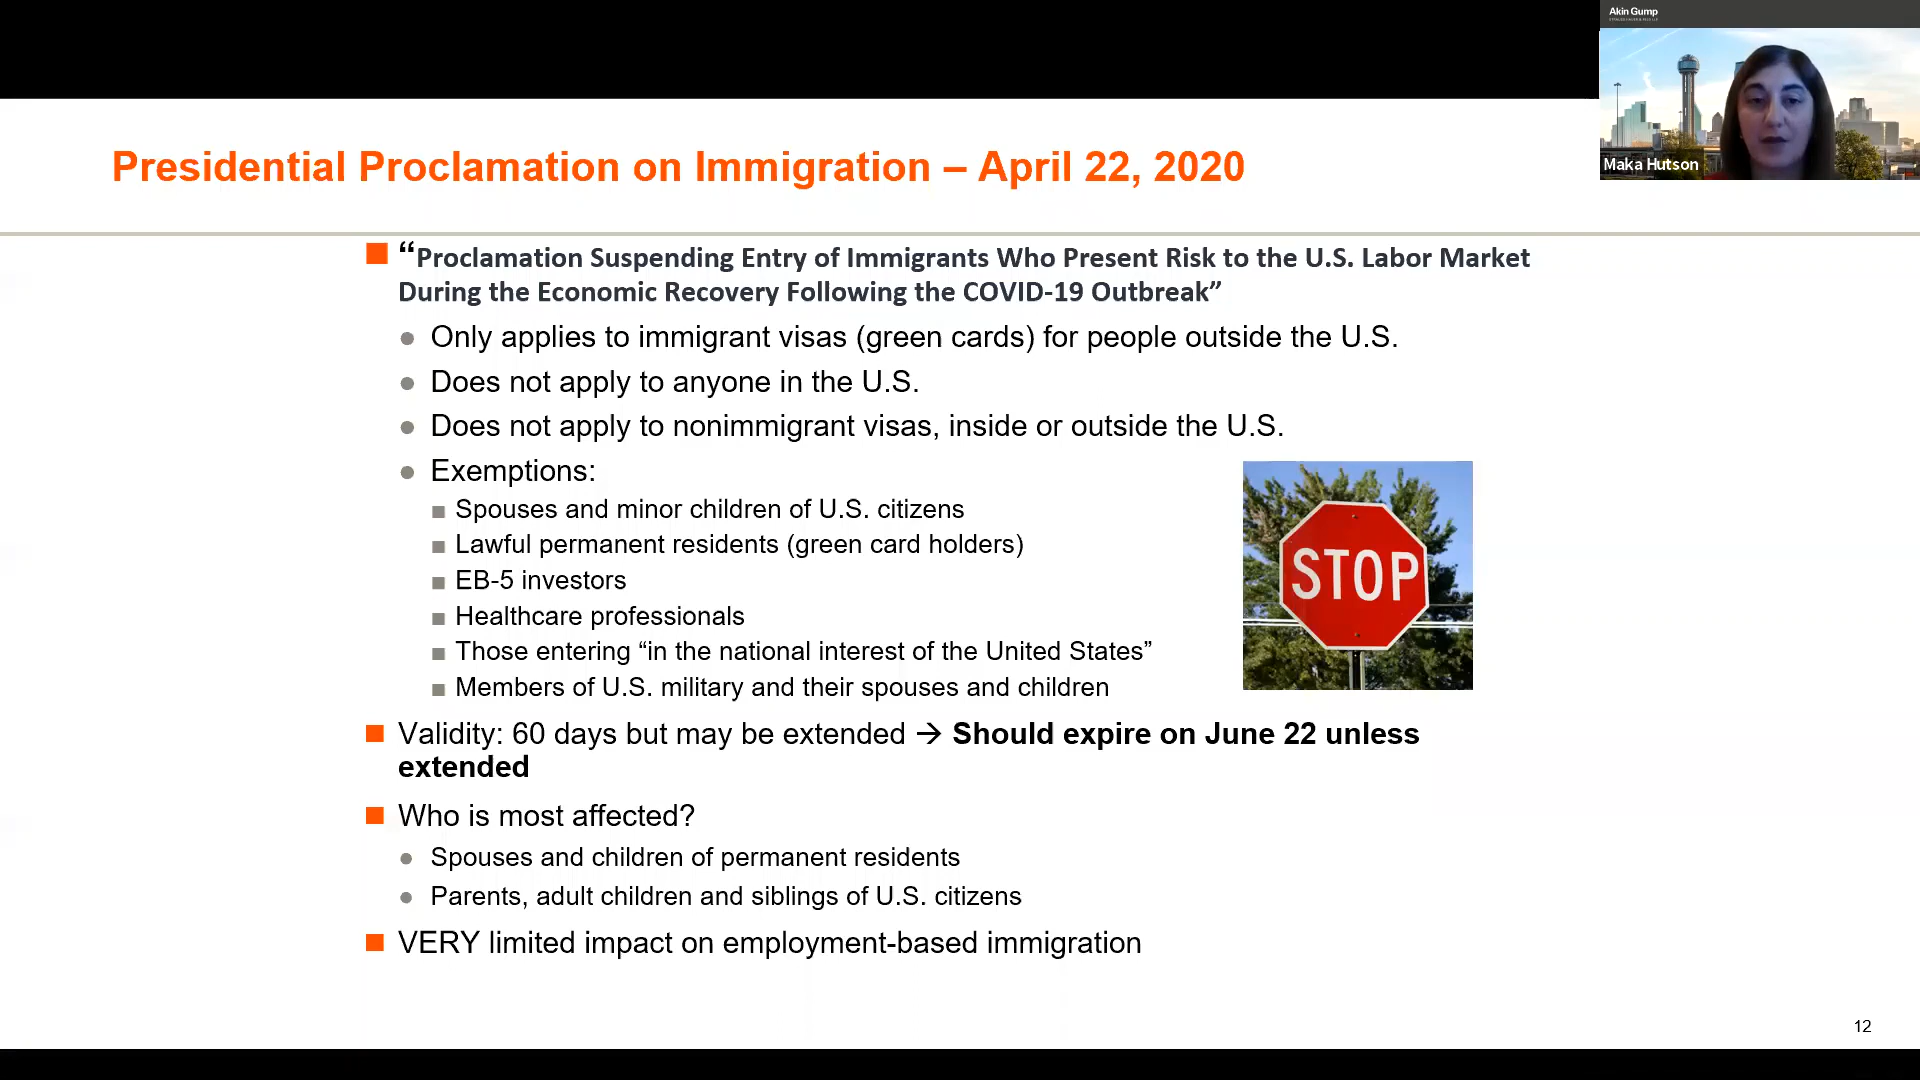 Akin Gump
Maka Hutson
Presidential Proclamation on Immigration – April 22, 2020
“Proclamation Suspending Entry of Immigrants Who Present Risk to the U.S. Labor Market
During the Economic Recovery Following the COVID-19 Outbreak”
Only applies to immigrant visas (green cards) for people outside the U.S.
Does not apply to anyone in the U.S.
Does not apply to nonimmigrant visas, inside or outside the U.S.
Exemptions:
Spouses and minor children of U.S. citizens
Lawful permanent residents (green card holders)
EB-5 investors
Healthcare professionals
Those entering “in the national interest of the United States”
Members of U.S. military and their spouses and children
STOP
Validity: 60 days but may be extended → Should expire on June 22 unless
extended
Who is most affected?
Spouses and children of permanent residents
Parents, adult children and siblings of U.S. citizens
VERY limited impact on employment-based immigration
12